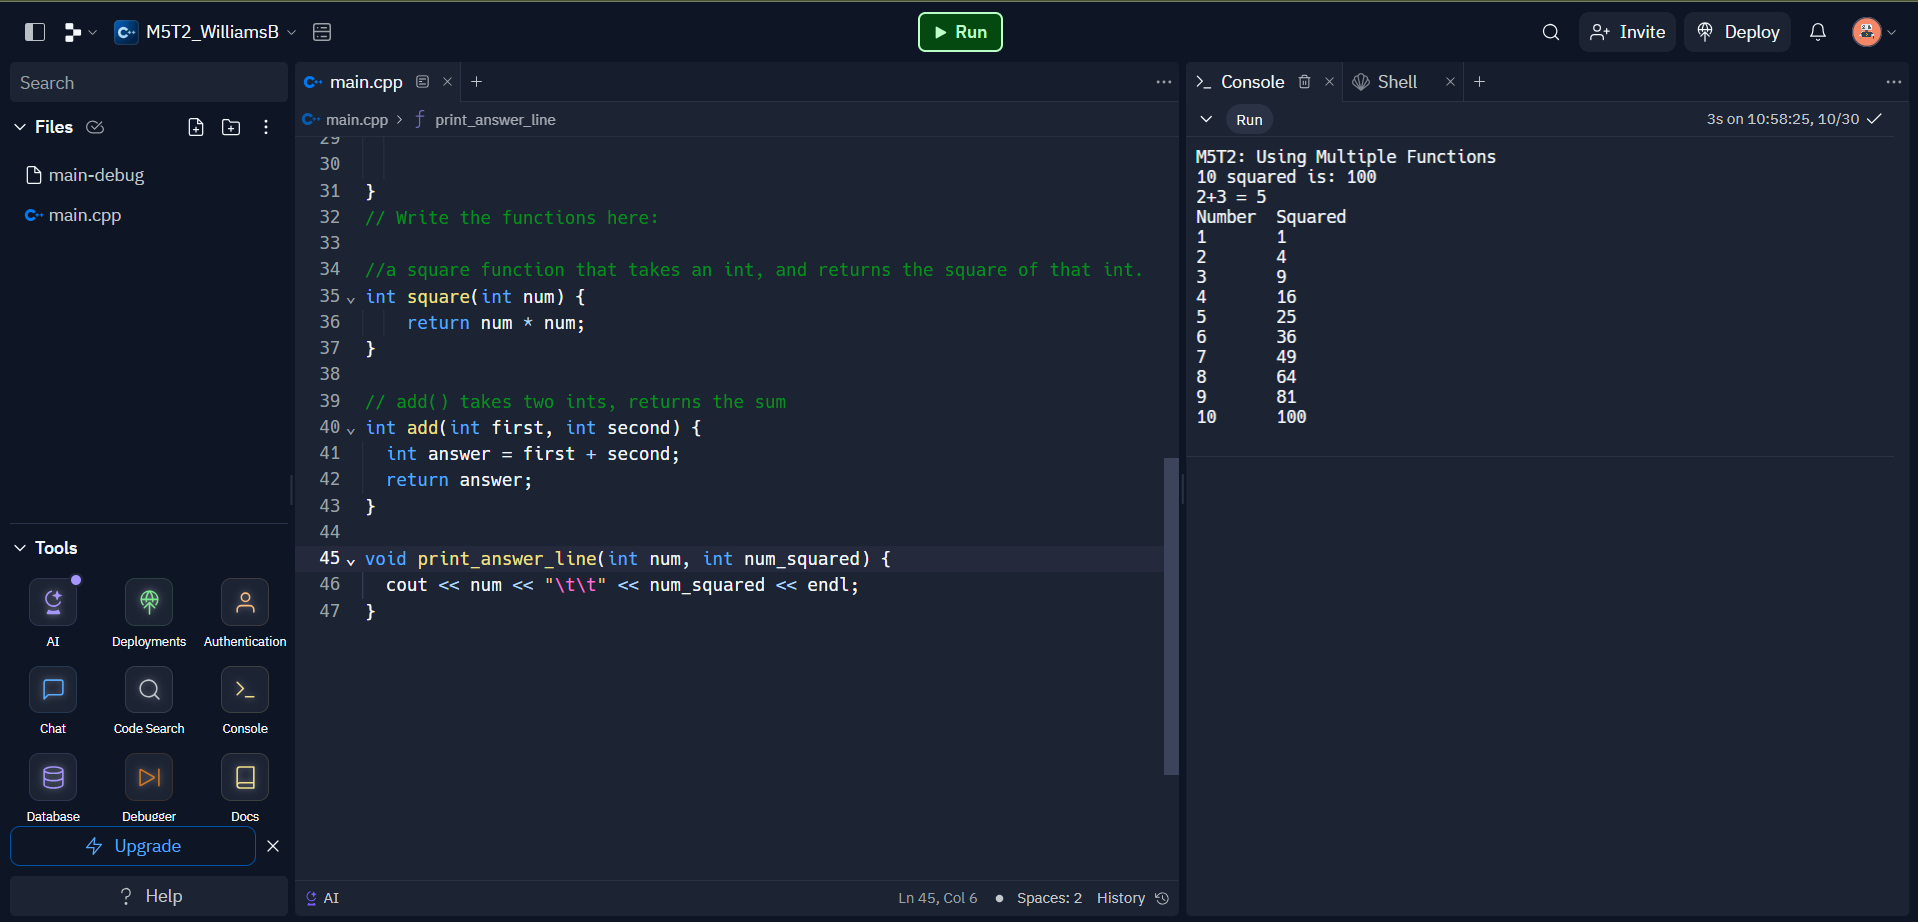 M5T2_WilliamsB
Run
Invite
Deploy
Search
Files
main-debug
main.cpp
Tools
AI
Deployments
Authentication
Chat
Code Search
Console
Database
Debugger
Docs
Upgrade
Help
main.cpp
main.cpp > print_answer_line
29
30
31 }
32 // Write the functions here:
33
34 //a square function that takes an int, and returns the square of that int.
35 int square(int num) {
36 return num * num;
37 }
38
39 // add() takes two ints, returns the sum
40 int add(int first, int second) {
41 int answer = first + second;
42 return answer;
43 }
44
45 void print_answer_line(int num, int num_squared) {
46 cout << num << "\t\t" << num_squared << endl;
47 }
AI
Ln 45, Col 6 Spaces: 2 History
Console
Shell
Run
3s on 10:58:25, 10/30
M5T2: Using Multiple Functions
10 squared is: 100
2+3 = 5
Number Squared
1 1
2 4
3 9
4 16
5 25
6 36
7 49
8 64
9 81
10 100